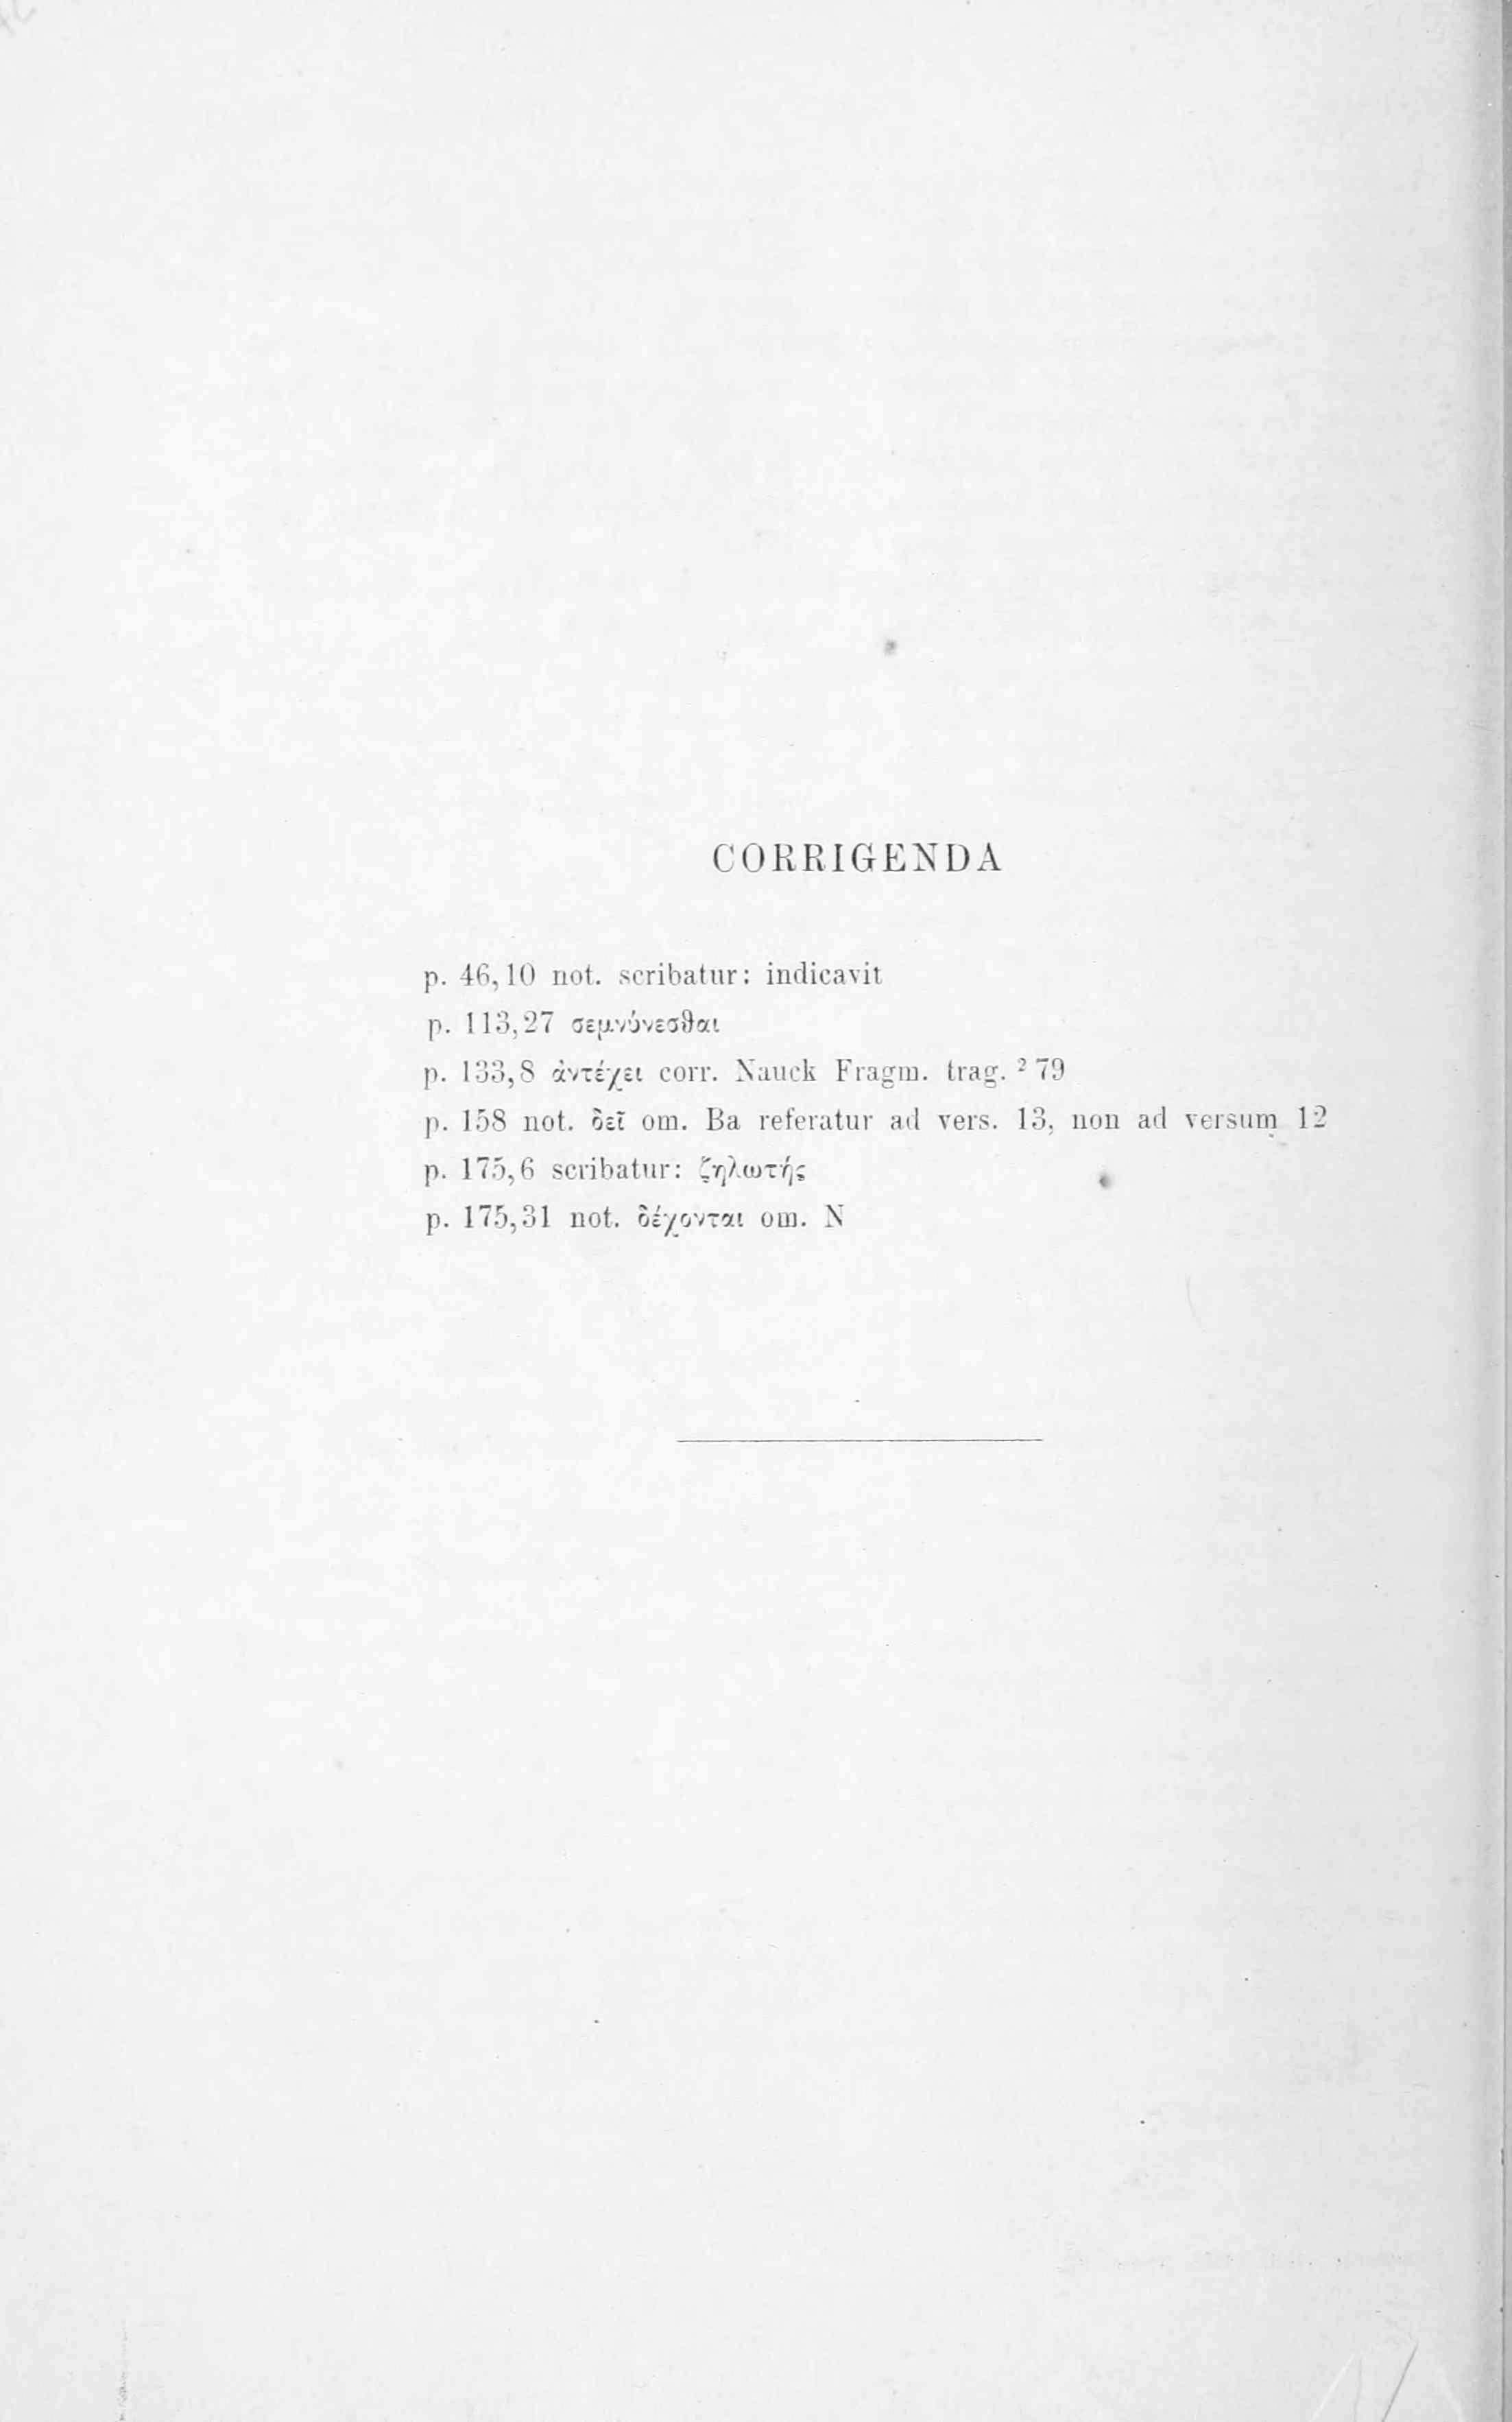 CORRIGENDA
p. 46,10 not. scribatur: indicavit
p. 113,27 σεμνύνεσθαι
p. 133,8 ἀντέχει corr. Nauck Fragm. trag. ² 79
p. 158 not. δεῖ om. Ba referatur ad vers. 13, non ad versum 12
p. 175,6 scribatur: ζηλωτής
p. 175,31 not. δέχονται om. N